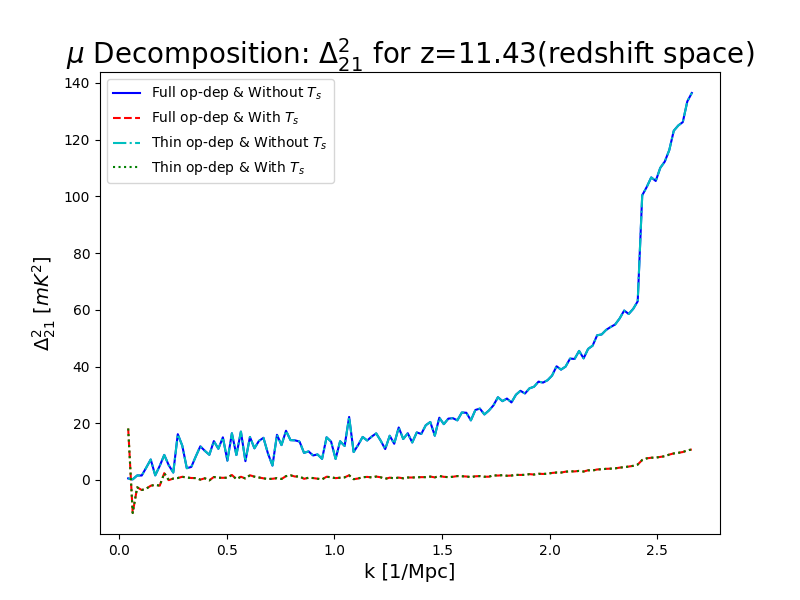 μ Decomposition: Δ²₂₁ for z=11.43(redshift space)
Full op-dep & Without Tₛ
Full op-dep & With Tₛ
Thin op-dep & Without Tₛ
Thin op-dep & With Tₛ
140
120
100
80
60
40
20
0
Δ²₂₁ [mK²]
0.0 0.5 1.0 1.5 2.0 2.5
k [1/Mpc]